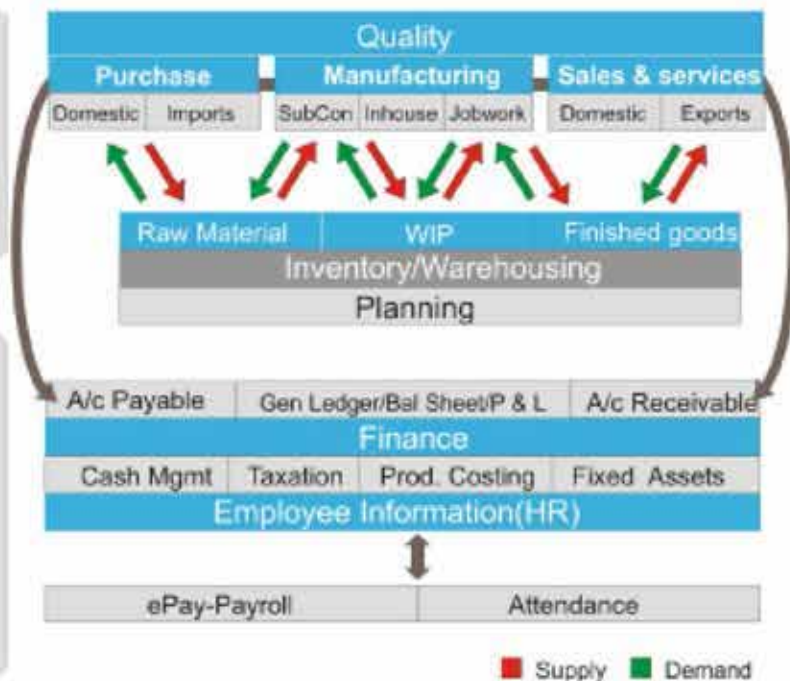 Quality
Purchase Manufacturing Sales & services
Domestic Imports SubCon Inhouse Jobwork Domestic Exports
Raw Material WIP Finished goods
Inventory/Warehousing
Planning
A/c Payable Gen Ledger/Bal Sheet/P & L A/c Receivable
Finance
Cash Mgmt Taxation Prod. Costing Fixed Assets
Employee Information(HR)
ePay-Payroll Attendance
Supply Demand